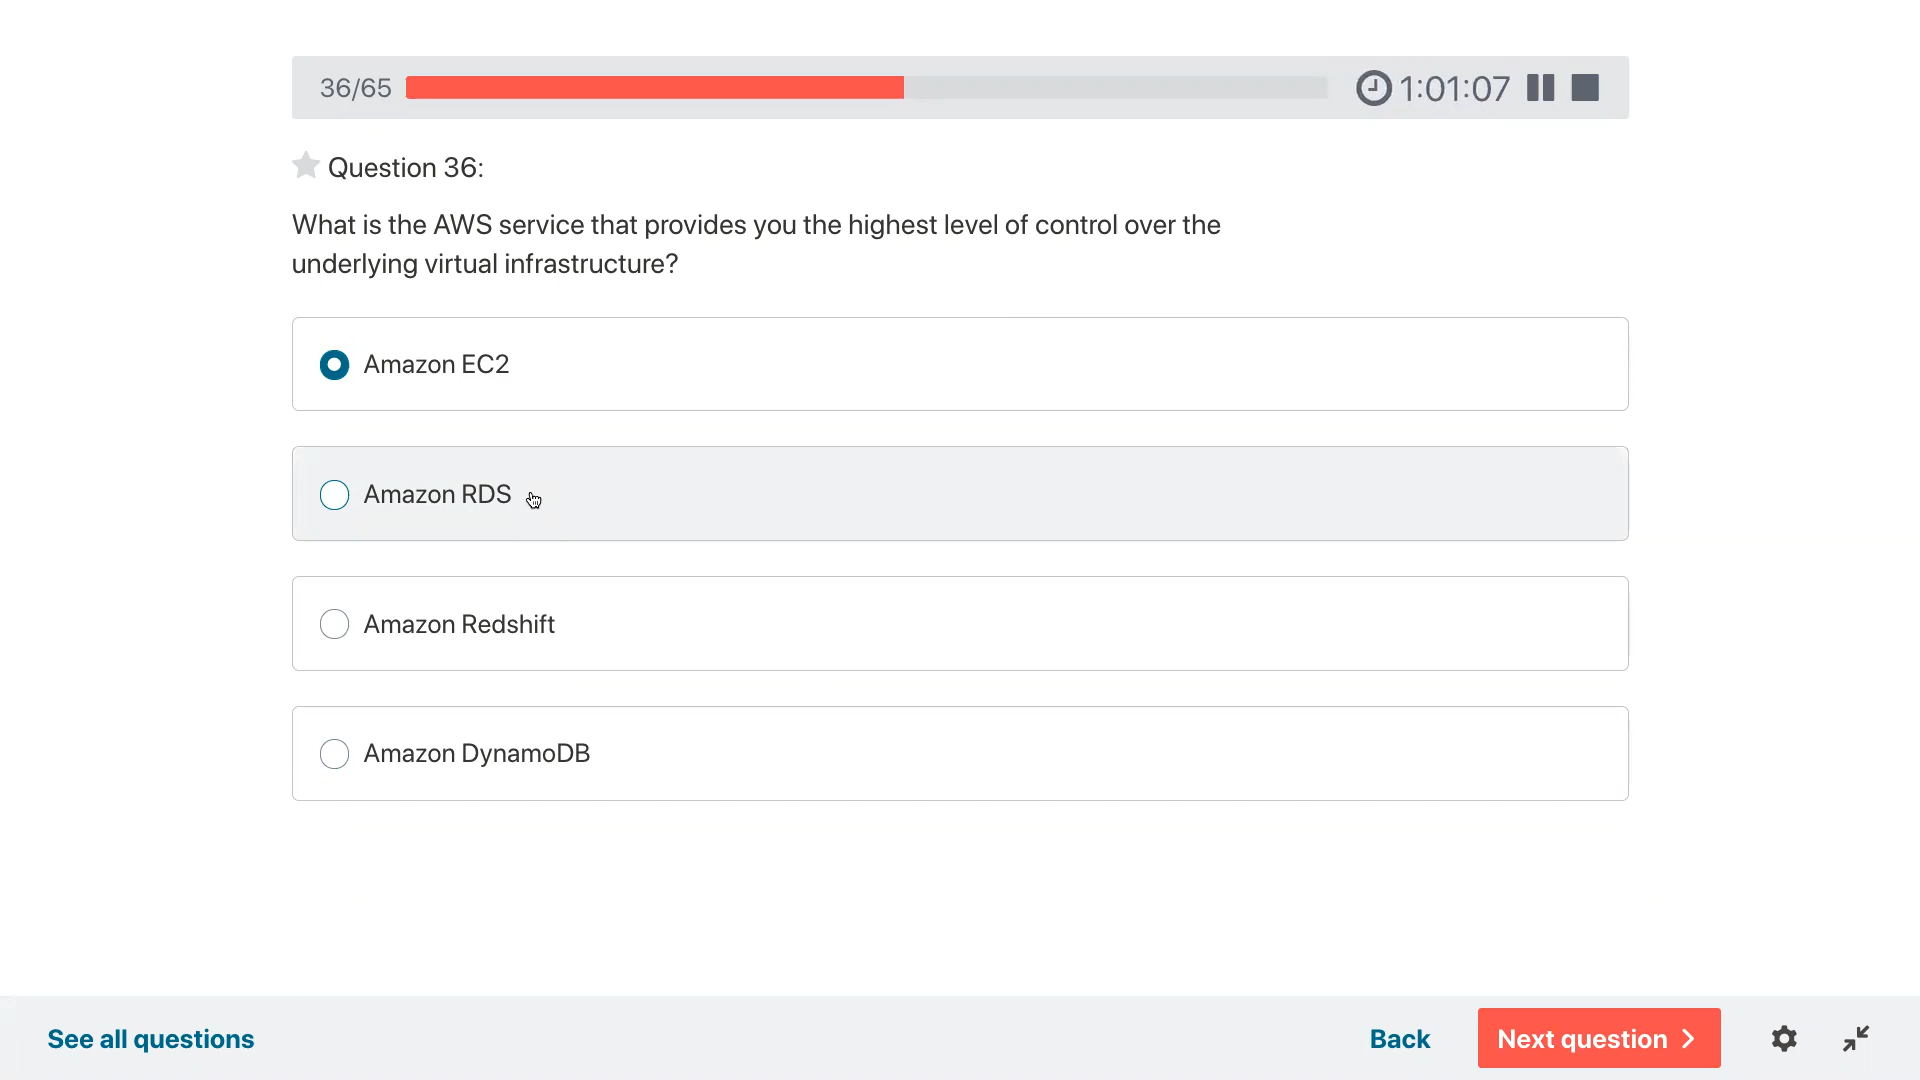 36/65
1:01:07
Question 36:
What is the AWS service that provides you the highest level of control over the
underlying virtual infrastructure?
Amazon EC2
Amazon RDS
Amazon Redshift
Amazon DynamoDB
See all questions
Back
Next question